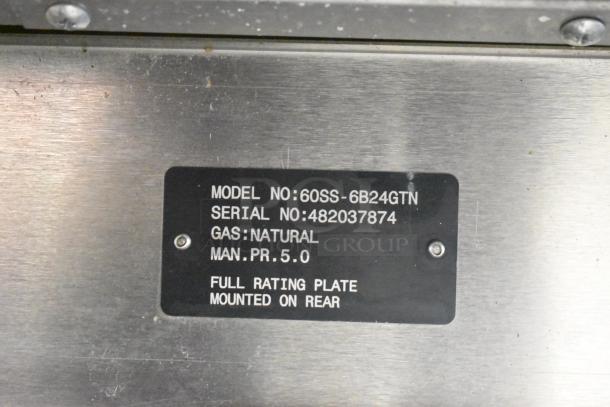 MODEL NO:60SS-6B24GTN
SERIAL NO:482037874
GAS:NATURAL
MAN.PR.5.0
FULL RATING PLATE
MOUNTED ON REAR